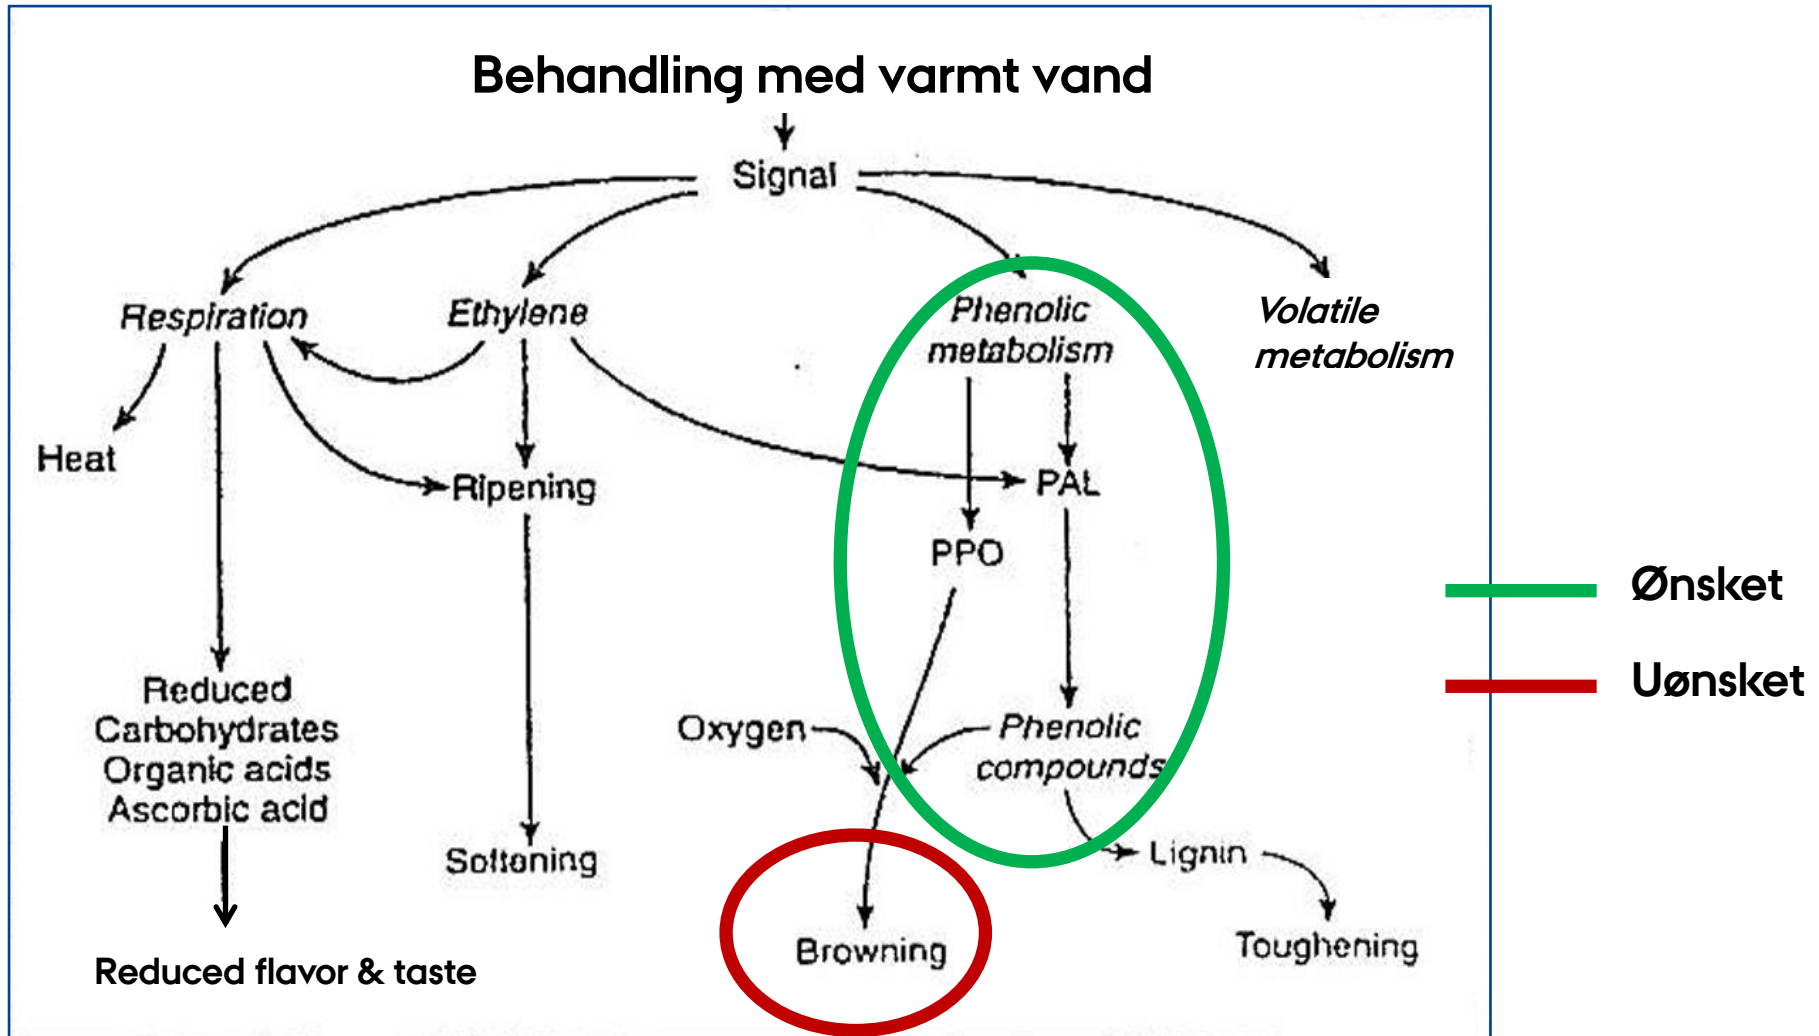 Behandling med varmt vand
Signal
Respiration
Ethylene
Phenolic
metabolism
Volatile
metabolism
Heat
Ripening
PAL
PPO
Ønsket
Uønsket
Reduced
Carbohydrates
Organic acids
Ascorbic acid
Oxygen
Phenolic
compounds
Softening
Lignin
Browning
Toughening
Reduced flavor & taste